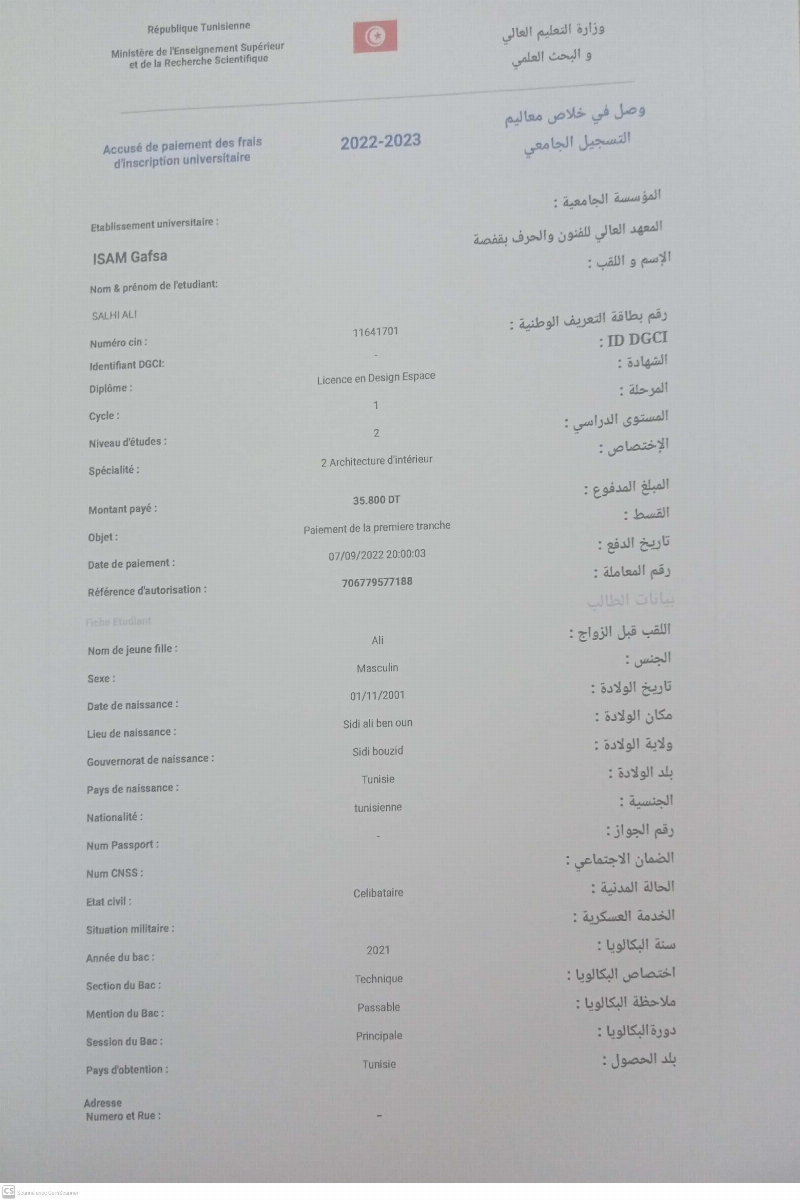 République Tunisienne
وزارة التعليم العالي
Ministère de l'Enseignement Supérieur
و البحث العلمي
et de la Recherche Scientifique
وصل في خلاص معاليم
Accusé de paiement des frais
2022-2023
التسجيل الجامعي
d'inscription universitaire
المؤسسة الجامعية :
Etablissement universitaire :
المعهد العالي للفنون والحرف بقفصة
ISAM Gafsa
الإسم و اللقب :
Nom & prénom de l'etudiant:
SALHI ALI
رقم بطاقة التعريف الوطنية :
Numéro cin : 11641701
ID DGCI :
Identifiant DGCI: -
الشهادة :
Diplôme : Licence en Design Espace
المرحلة :
Cycle : 1
المستوى الدراسي :
Niveau d'études : 2
الإختصاص :
Spécialité : 2 Architecture d'intérieur
المبلغ المدفوع :
Montant payé : 35.800 DT
القسط :
Objet : Paiement de la premiere tranche
تاريخ الدفع :
Date de paiement : 07/09/2022 20:00:03
رقم المعاملة :
Référence d'autorisation : 706779577188
بيانات الطالب
Fiche Etudiant
اللقب قبل الزواج :
Nom de jeune fille : Ali
الجنس :
Sexe : Masculin
تاريخ الولادة :
Date de naissance : 01/11/2001
مكان الولادة :
Lieu de naissance : Sidi ali ben oun
ولاية الولادة :
Gouvernorat de naissance : Sidi bouzid
بلد الولادة :
Pays de naissance : Tunisie
الجنسية :
Nationalité : tunisienne
رقم الجواز :
Num Passport : -
الضمان الاجتماعي :
Num CNSS :
الحالة المدنية :
Etat civil : Celibataire
الخدمة العسكرية :
Situation militaire :
سنة البكالويا :
Année du bac : 2021
اختصاص البكالويا :
Section du Bac : Technique
ملاحظة البكالويا :
Mention du Bac : Passable
دورةالبكالويا :
Session du Bac : Principale
بلد الحصول :
Pays d'obtention : Tunisie
Adresse
Numero et Rue : -
CS Scanné avec CamScanner